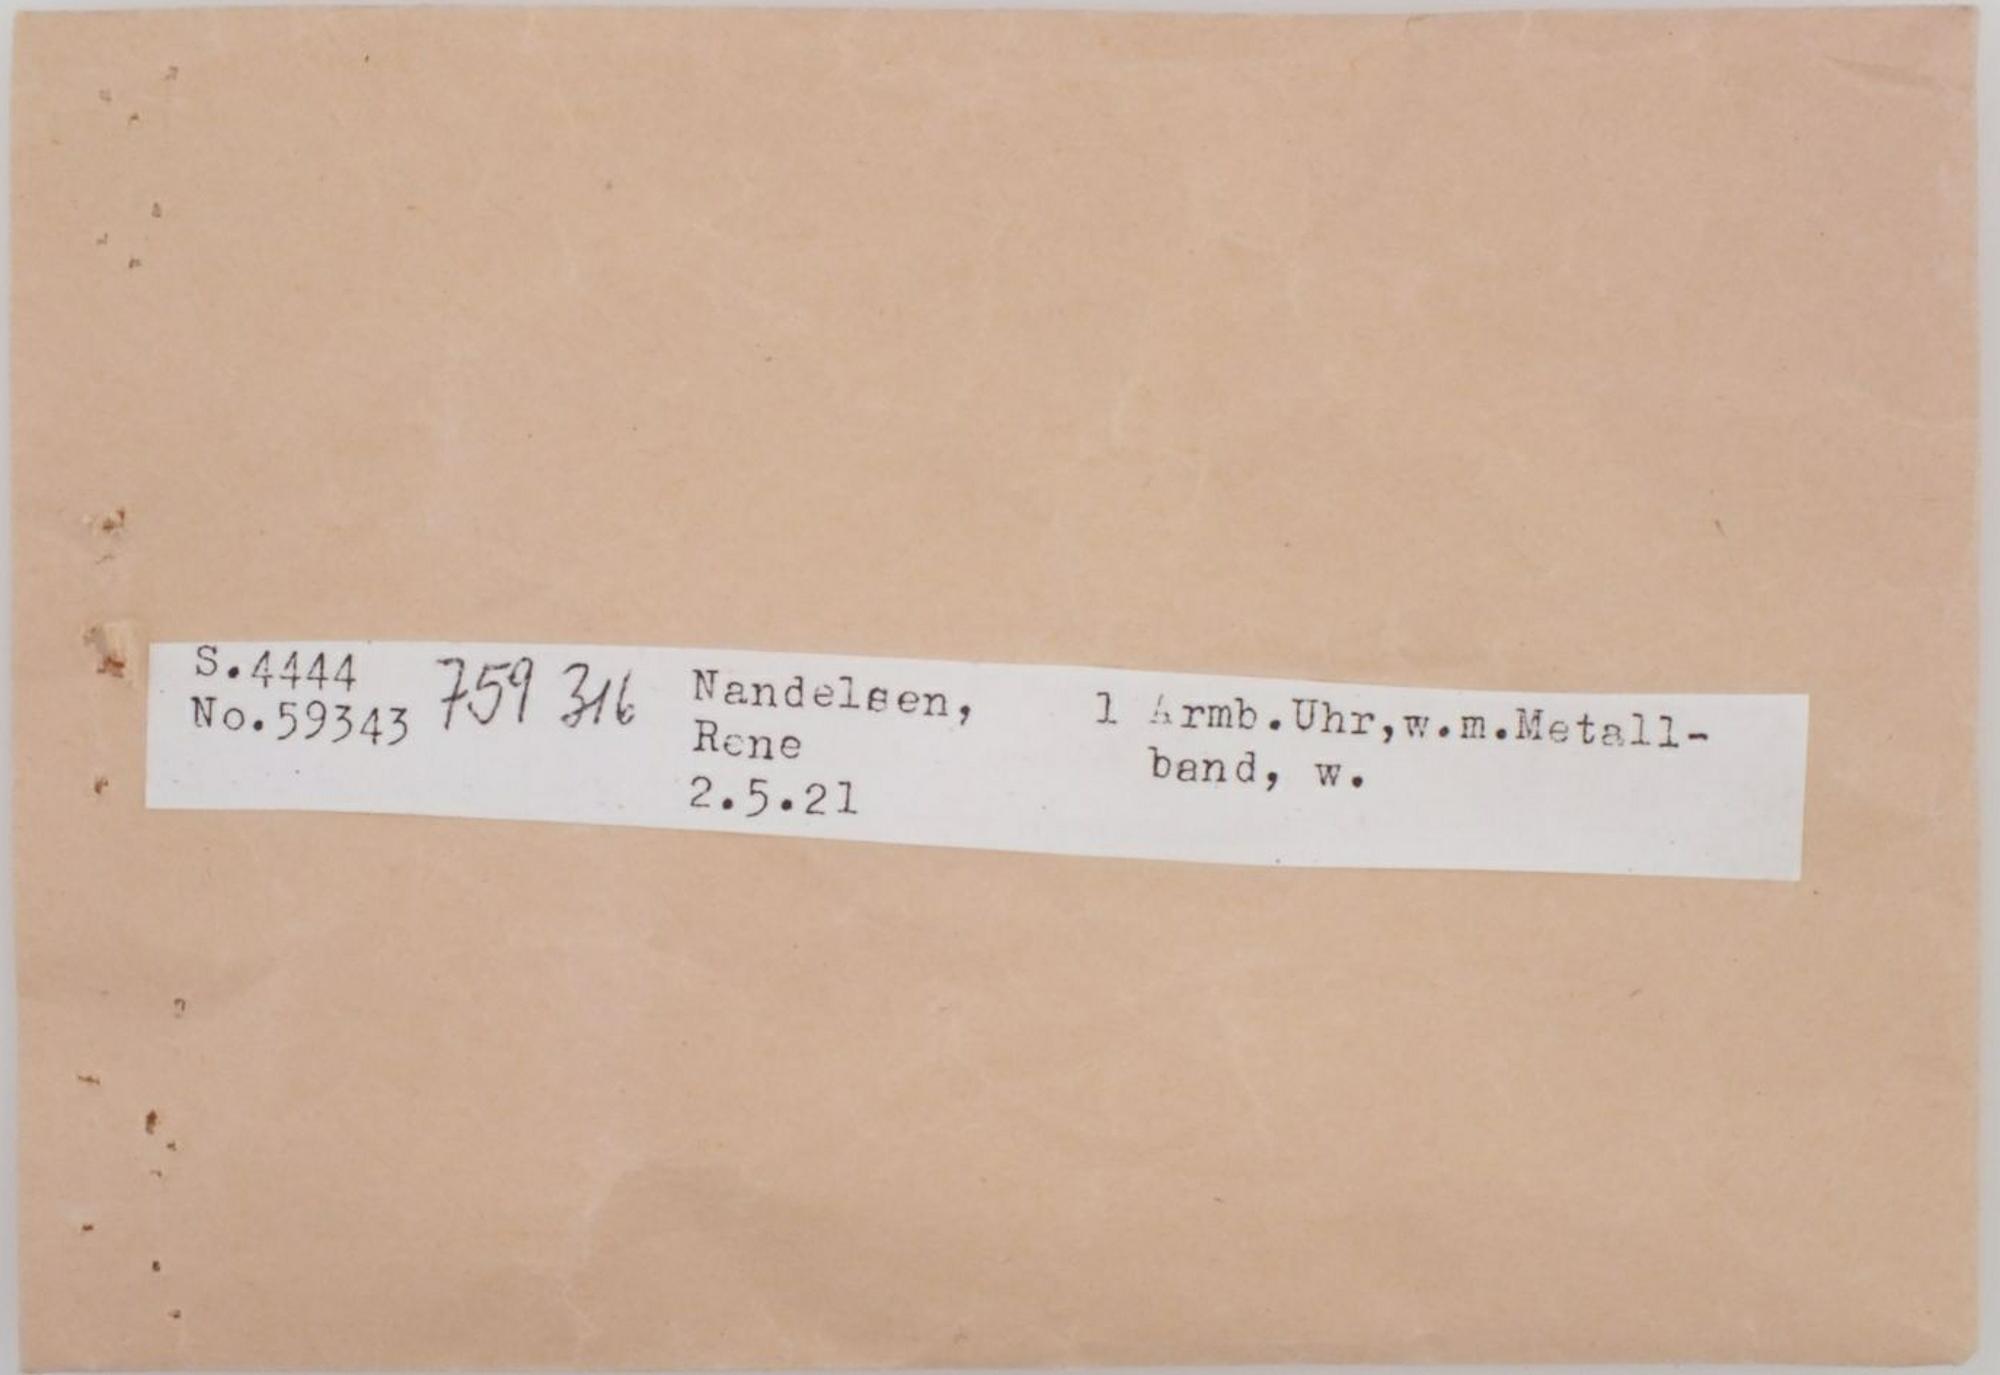 S.4444
No.59343
759 316
Nandelsen,
Rene
2.5.21
1 Armb.Uhr,w.m.Metall-
band, w.